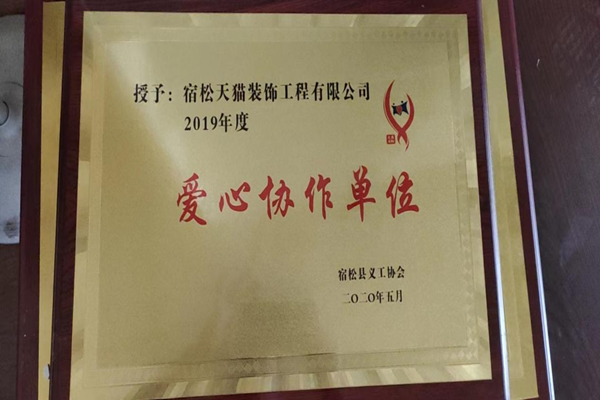 授予：宿松天猫装饰工程有限公司
2019年度
爱心协作单位
宿松县义工协会
二〇二〇年五月